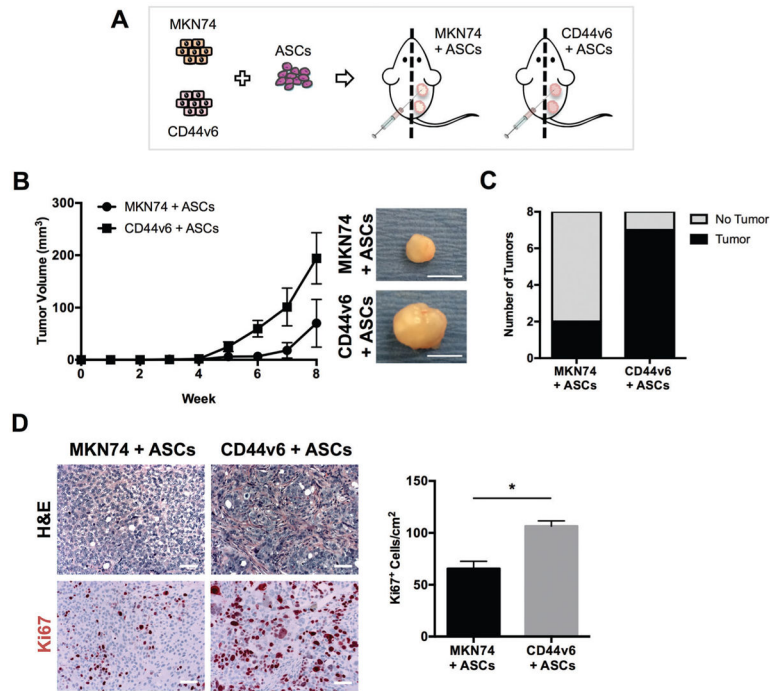 A
MKN74
ASCs
CD44v6
MKN74
+ ASCs
CD44v6
+ ASCs
B
Tumor Volume (mm³)
300
200
100
0
0 2 4 6 8
Week
MKN74 + ASCs
CD44v6 + ASCs
MKN74
+ ASCs
CD44v6
+ ASCs
C
Number of Tumors
8
6
4
2
0
MKN74
+ ASCs
CD44v6
+ ASCs
No Tumor
Tumor
D
MKN74 + ASCs
CD44v6 + ASCs
H&E
Ki67
Ki67⁺ Cells/cm²
150
100
50
0
*
MKN74
+ ASCs
CD44v6
+ ASCs